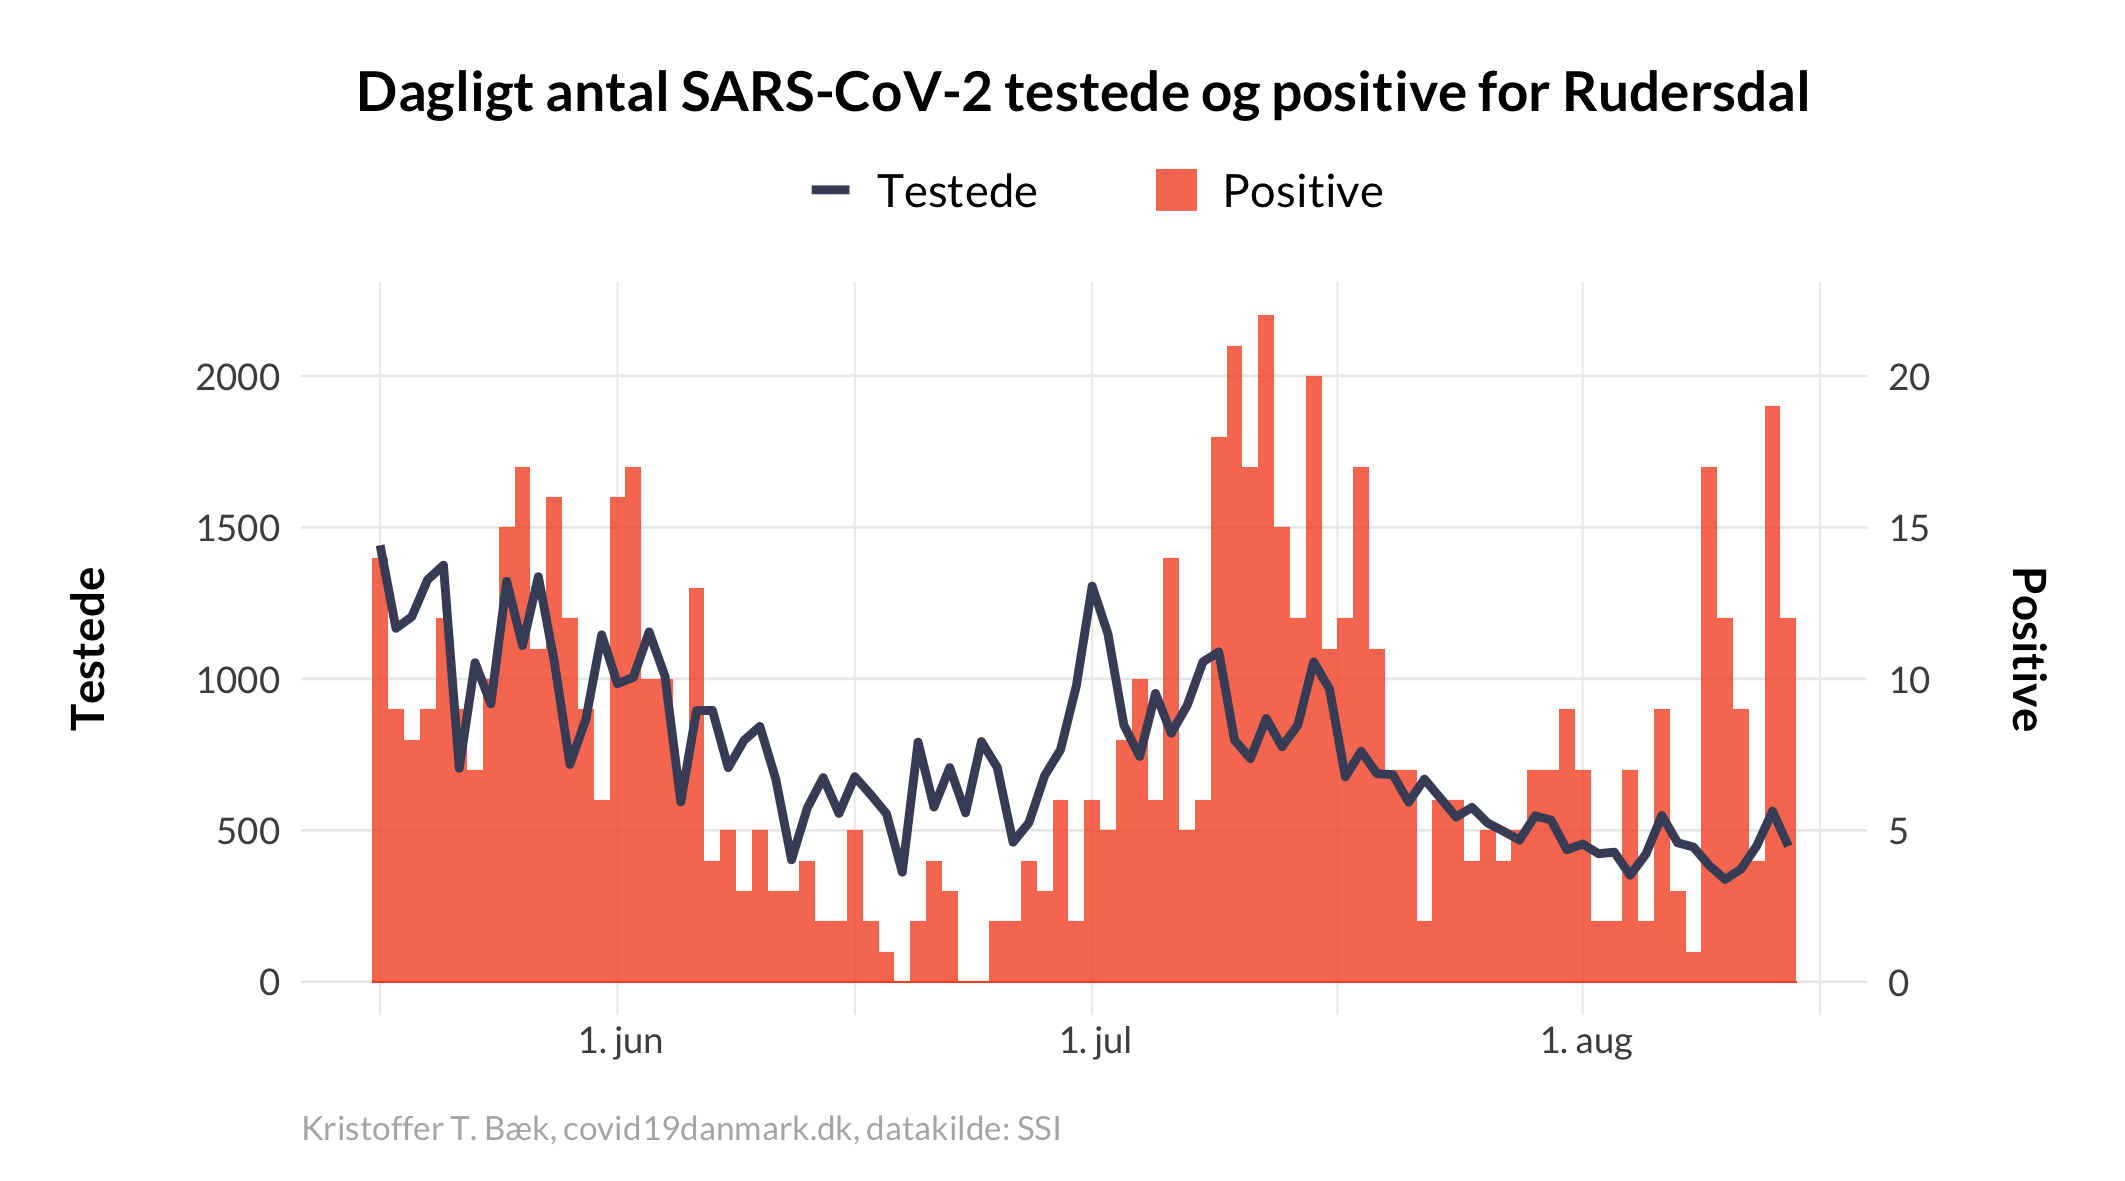 Dagligt antal SARS-CoV-2 testede og positive for Rudersdal
Testede
Positive
2000
1500
1000
500
0
20
15
10
5
0
Testede
Positive
1. jun
1. jul
1. aug
Kristoffer T. Bæk, covid19danmark.dk, datakilde: SSI